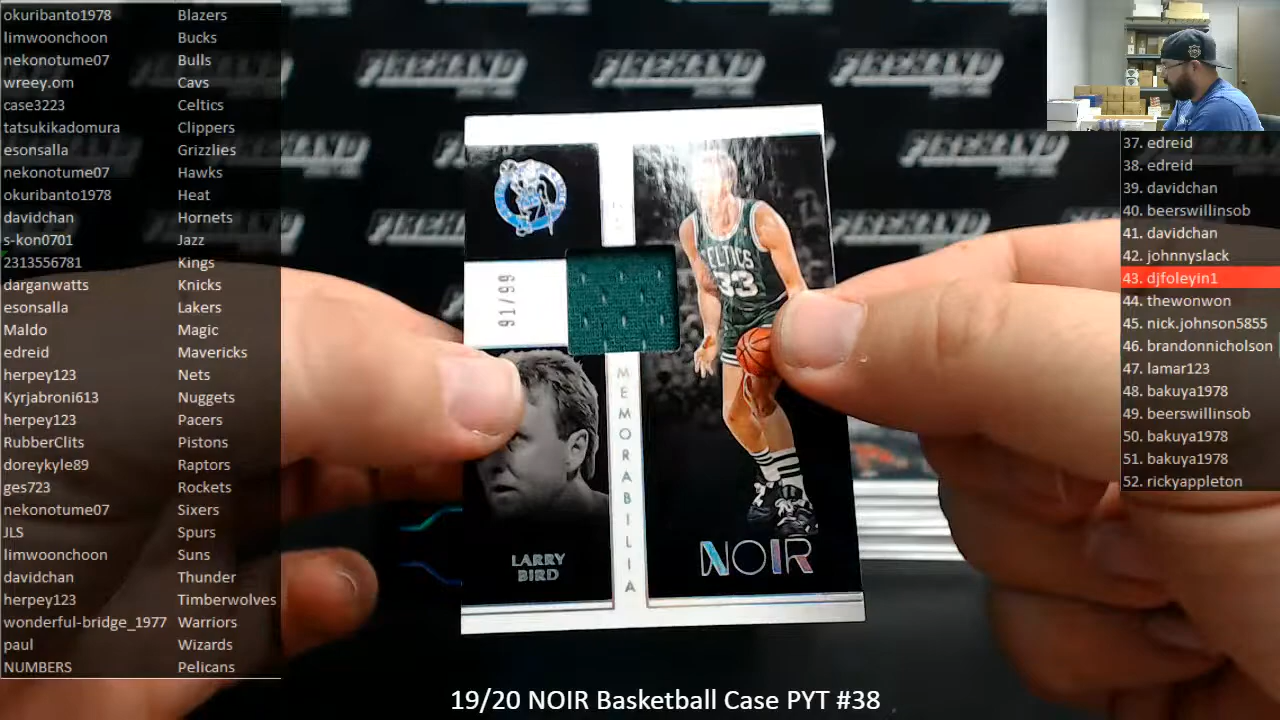 okuribanto1978 Blazers
limwoonchoon Bucks
nekonotume07 Bulls
wreey.om Cavs
case3223 Celtics
tatsukikadomura Clippers
esonsalla Grizzlies
nekonotume07 Hawks
okuribanto1978 Heat
davidchan Hornets
s-kon0701 Jazz
2313556781 Kings
darganwatts Knicks
esonsalla Lakers
Maldo Magic
edreid Mavericks
herpey123 Nets
Kyrjabroni613 Nuggets
herpey123 Pacers
RubberClits Pistons
doreykyle89 Raptors
ges723 Rockets
nekonotume07 Sixers
JLS Spurs
limwoonchoon Suns
davidchan Thunder
herpey123 Timberwolves
wonderful-bridge_1977 Warriors
paul Wizards
NUMBERS Pelicans
FIREHAND
FIREHAND
FIREHAND
91/99
CELTICS
33
MEMORABILIA
LARRY
BIRD
NOIR
37. edreid
38. edreid
39. davidchan
40. beerswillinsob
41. davidchan
42. johnnyslack
43. djfoleyin1
44. thewonwon
45. nick.johnson5855
46. brandonnicholson
47. lamar123
48. bakuya1978
49. beerswillinsob
50. bakuya1978
51. bakuya1978
52. rickyappleton
19/20 NOIR Basketball Case PYT #38